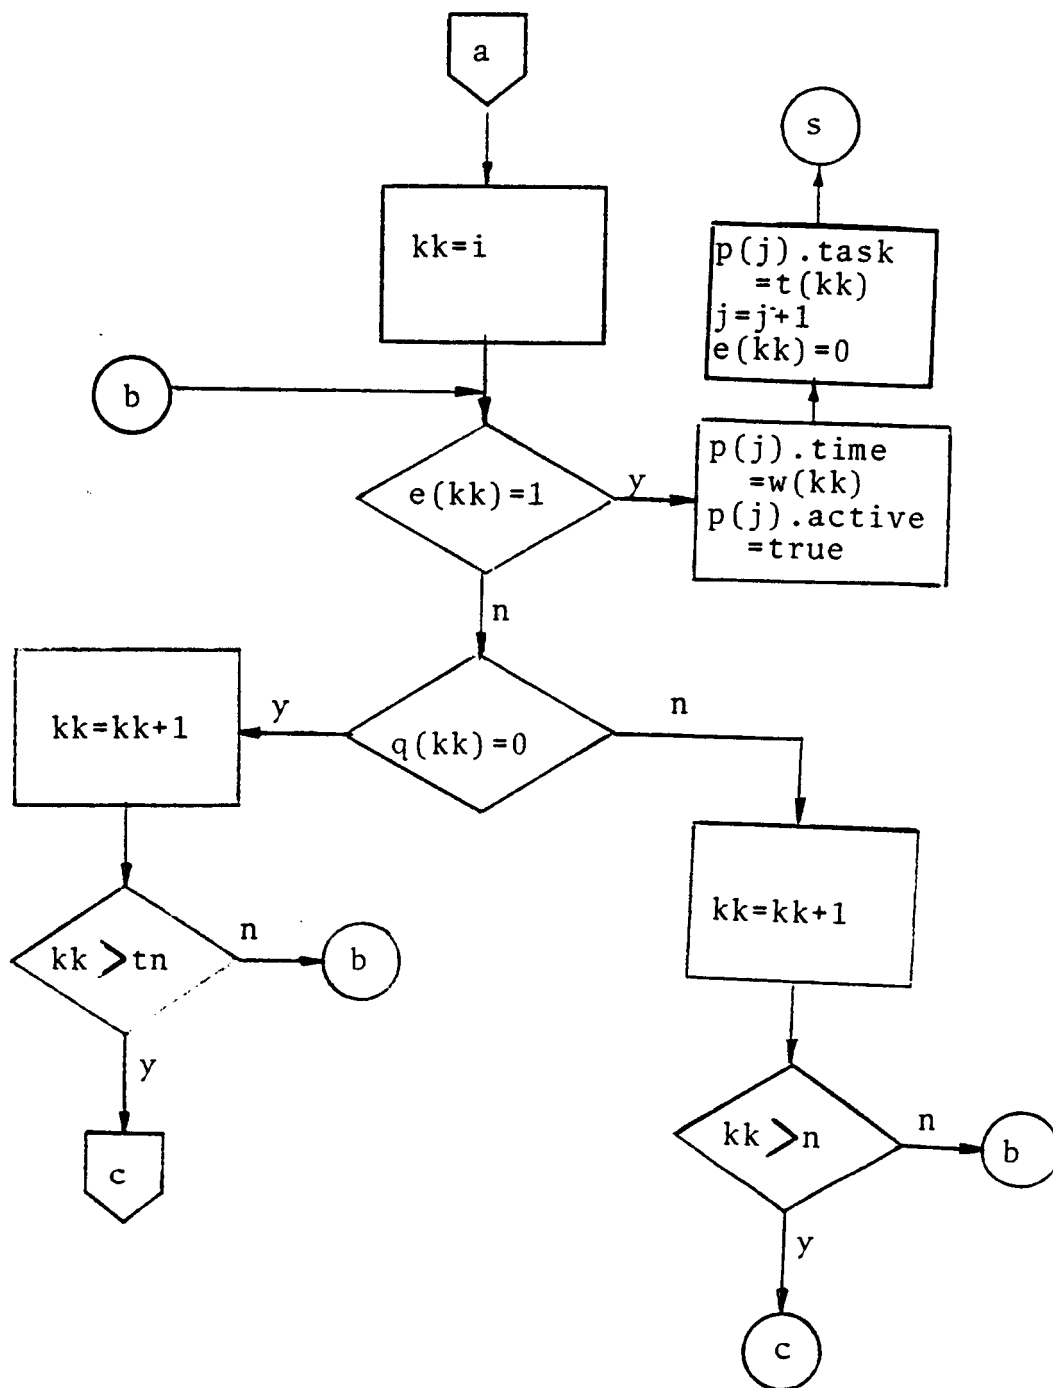 a
s
kk=i
p(j).task
=t(kk)
j=j+1
e(kk)=0
b
e(kk)=1
y
p(j).time
=w(kk)
p(j).active
=true
n
kk=kk+1
y
q(kk)=0
n
kk=kk+1
kk>tn
n
b
y
c
kk>n
n
b
y
c